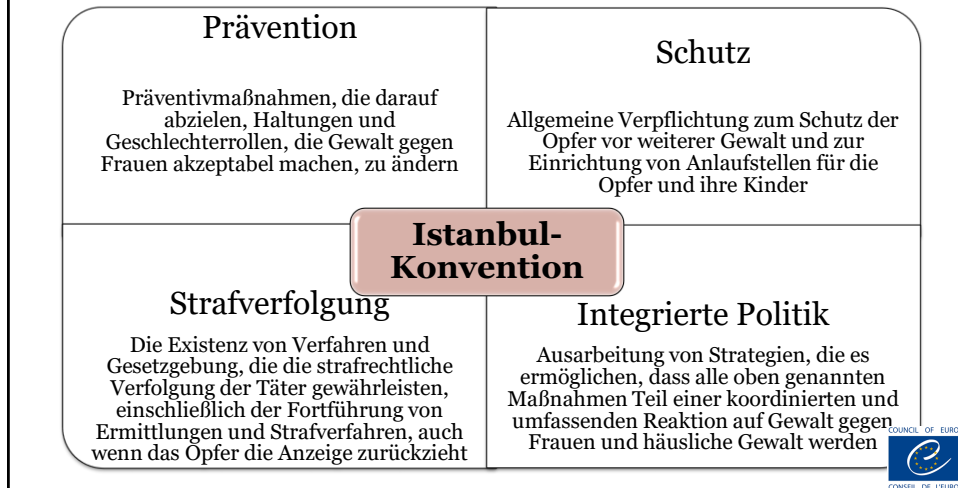 Prävention
Präventivmaßnahmen, die darauf
abzielen, Haltungen und
Geschlechterrollen, die Gewalt gegen
Frauen akzeptabel machen, zu ändern
Schutz
Allgemeine Verpflichtung zum Schutz der
Opfer vor weiterer Gewalt und zur
Einrichtung von Anlaufstellen für die
Opfer und ihre Kinder
Istanbul-
Konvention
Strafverfolgung
Die Existenz von Verfahren und
Gesetzgebung, die die strafrechtliche
Verfolgung der Täter gewährleisten,
einschließlich der Fortführung von
Ermittlungen und Strafverfahren, auch
wenn das Opfer die Anzeige zurückzieht
Integrierte Politik
Ausarbeitung von Strategien, die es
ermöglichen, dass alle oben genannten
Maßnahmen Teil einer koordinierten und
umfassenden Reaktion auf Gewalt gegen
Frauen und häusliche Gewalt werden
COUNCIL OF EURO
CONSEIL DE L'EURO